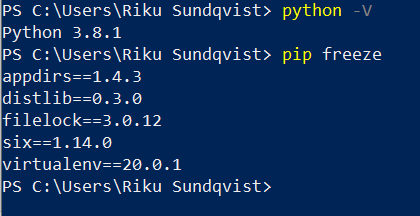 PS C:\Users\Riku Sundqvist> python -V
Python 3.8.1
PS C:\Users\Riku Sundqvist> pip freeze
appdirs==1.4.3
distlib==0.3.0
filelock==3.0.12
six==1.14.0
virtualenv==20.0.1
PS C:\Users\Riku Sundqvist>